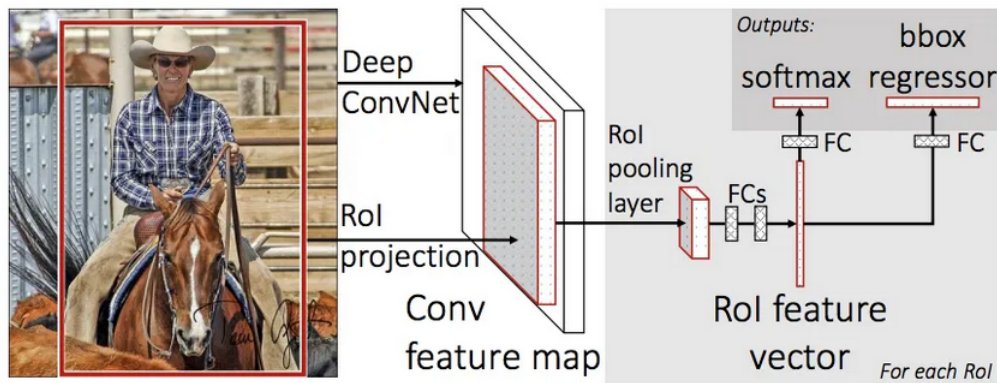 Deep
ConvNet
RoI
projection
Conv
feature map
RoI
pooling
layer
FCs
RoI feature
vector
For each RoI
Outputs:
softmax
bbox
regressor
FC
FC